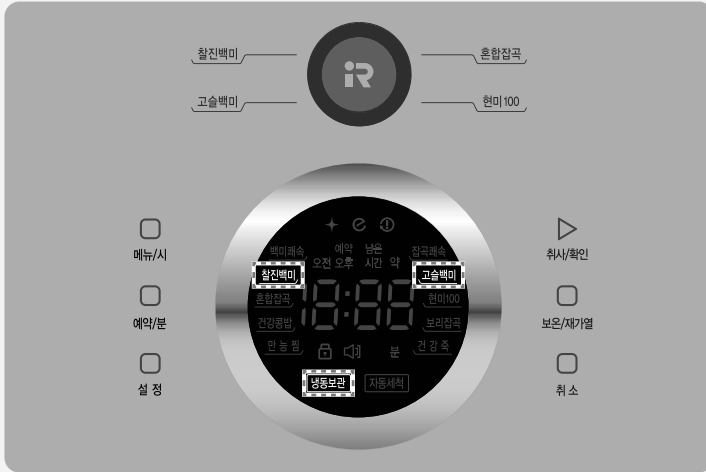 찰진백미
혼합잡곡
iR
고슬백미
현미100
메뉴/시
예약/분
설 정
백미쾌속
예약
남은
잡곡쾌속
오전 오후 시간 약
찰진백미
고슬백미
혼합잡곡
18:88
현미100
건강콩밥
보리잡곡
만능찜
분
건강죽
냉동보관
자동세척
취사/확인
보온/재가열
취 소